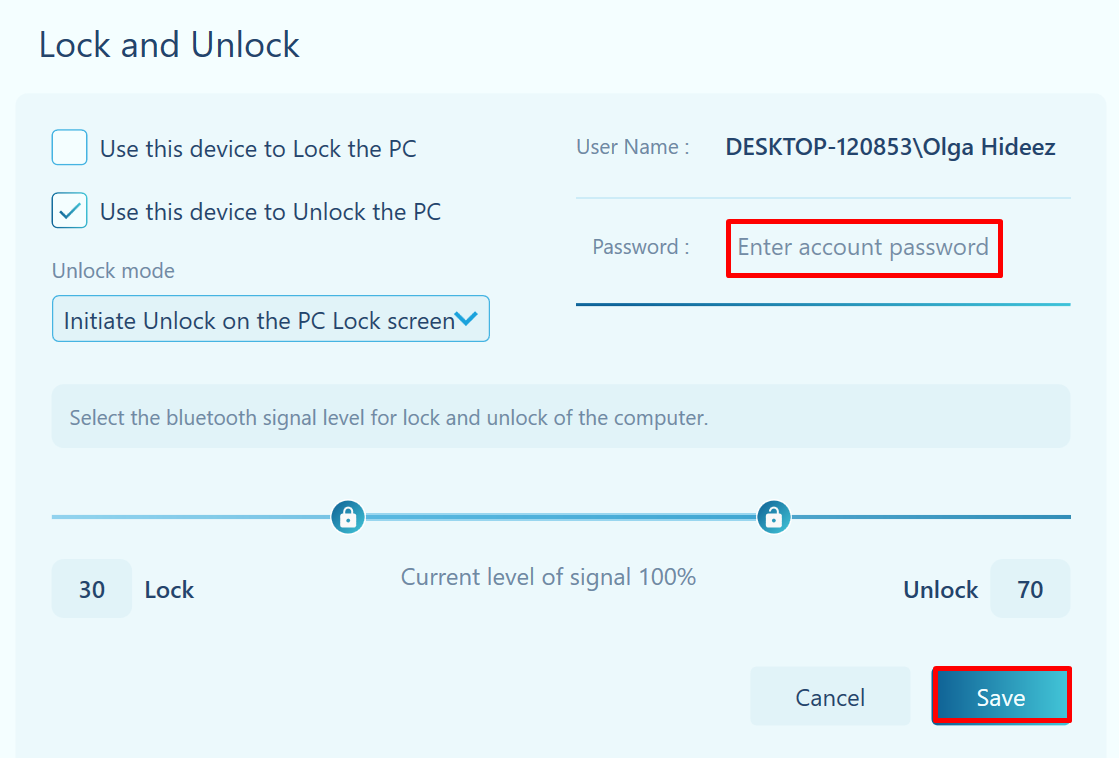 Lock and Unlock
Use this device to Lock the PC
Use this device to Unlock the PC
Unlock mode
Initiate Unlock on the PC Lock screen
User Name : DESKTOP-120853\Olga Hideez
Password : Enter account password
Select the bluetooth signal level for lock and unlock of the computer.
30 Lock
Current level of signal 100%
Unlock 70
Cancel
Save